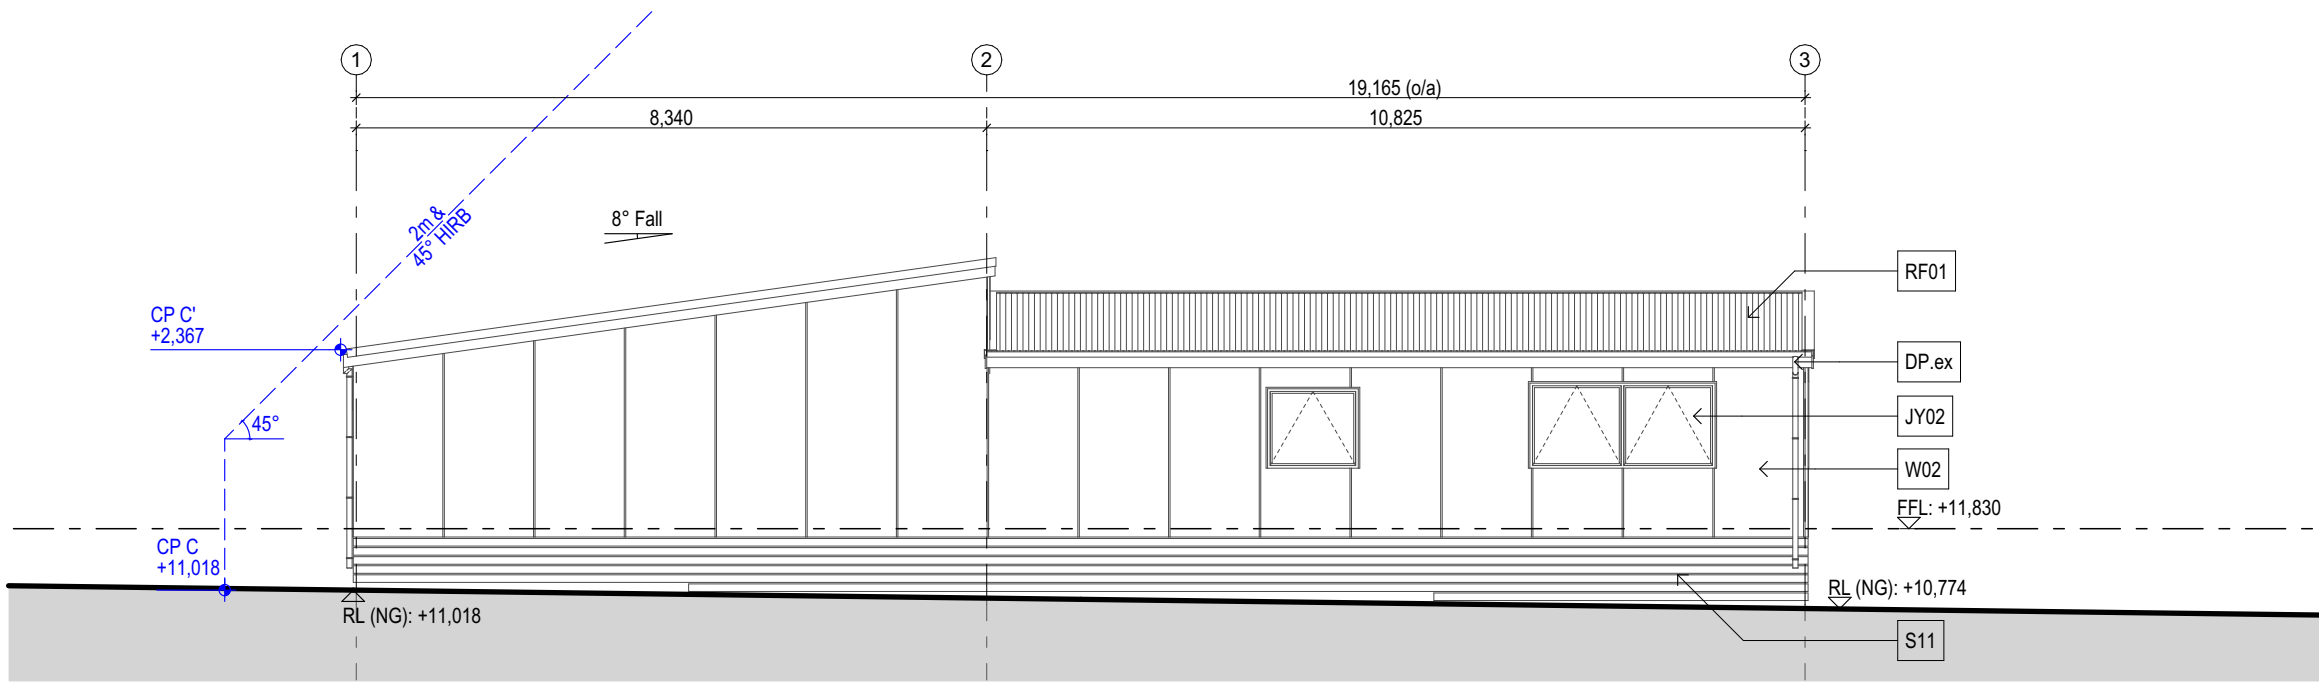 1
2
3
19,165 (o/a)
8,340
10,825
2m &
45° HIRB
8° Fall
RF01
CP C'
+2,367
DP.ex
JY02
45°
W02
FFL: +11,830
CP C
+11,018
RL (NG): +10,774
RL (NG): +11,018
S11